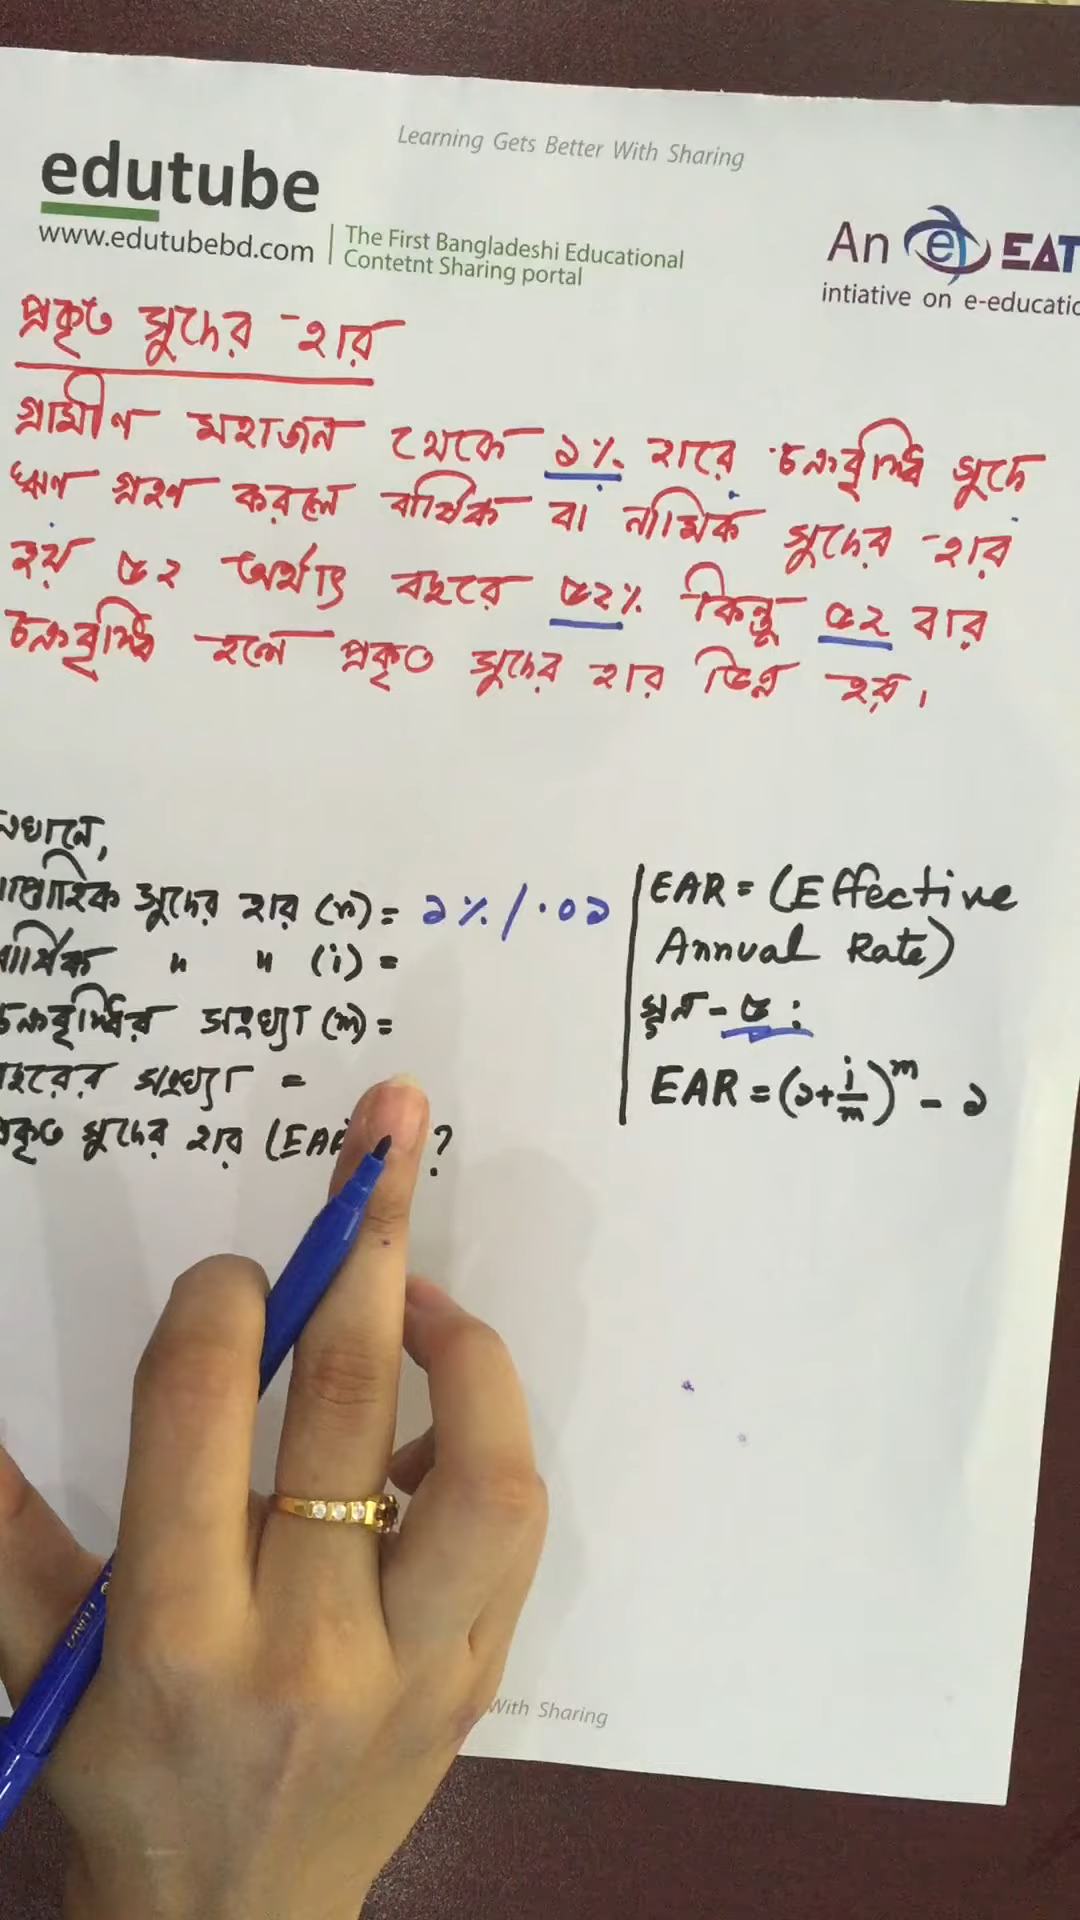 Learning Gets Better With Sharing
edutube
www.edutubebd.com
The First Bangladeshi Educational
Contetnt Sharing portal
An e EAT
intiative on e-educatio
প্রকৃত সুদের হার
গ্রামীণ মহাজন থেকে ১% হারে চক্রবৃদ্ধি সুদে
ঋণ গ্রহণ করলে বার্ষিক বা নামিক সুদের হার
হয় ৫২ অর্থাৎ বছরে ৫২% কিন্তু ৫২ বার
চক্রবৃদ্ধি হলে প্রকৃত সুদের হার ভিন্ন হয়।
এখানে,
সাপ্তাহিক সুদের হার (n) = ১% / .০১
বার্ষিক " " (i) =
চক্রবৃদ্ধির সংখ্যা (m) =
বছরের সংখ্যা =
প্রকৃত সুদের হার (EAR ?
EAR = (Effective
Annual Rate)
সূত্র - ৫ :
EAR = (১+i/m)^m - ১
With Sharing